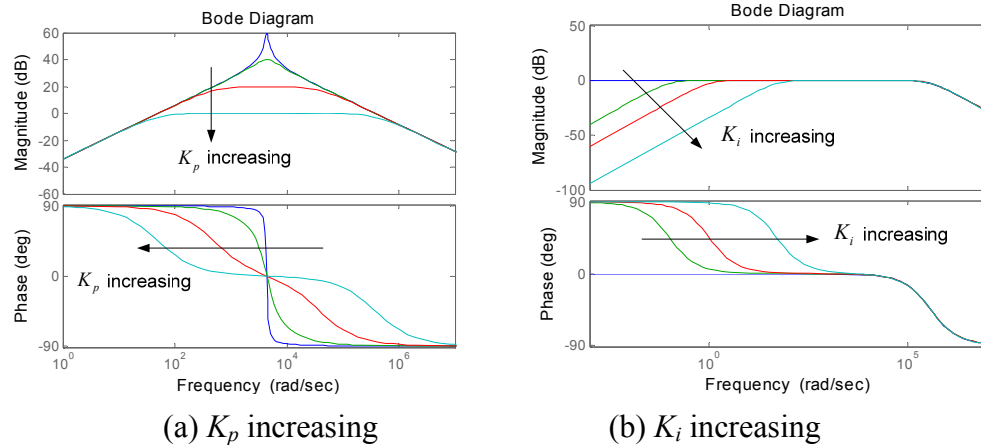 Bode Diagram
60
40
20
0
-20
-40
60
Magnitude (dB)
K_p increasing
90
0
-90
Phase (deg)
K_p increasing
10^0
10^2
10^4
10^6
Frequency (rad/sec)
(a) K_p increasing
Bode Diagram
50
0
-50
-100
Magnitude (dB)
K_i increasing
90
0
-90
Phase (deg)
K_i increasing
10^0
10^5
Frequency (rad/sec)
(b) K_i increasing